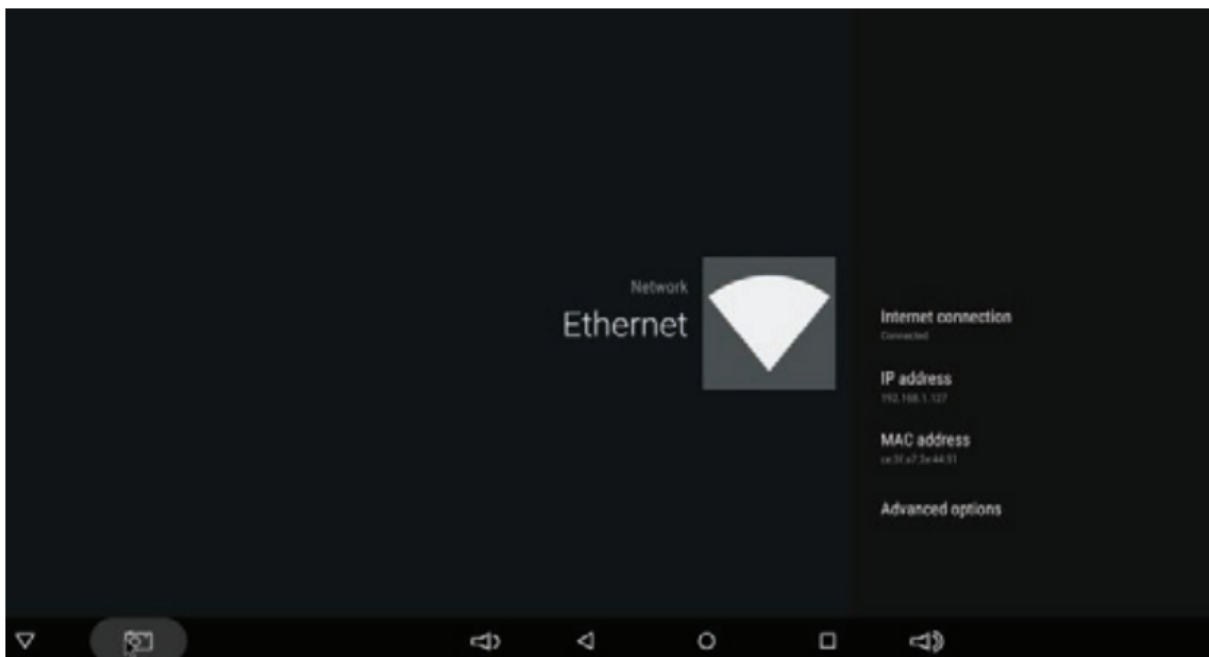 Network
Ethernet
Internet connection
Connected
IP address
192.168.1.127
MAC address
Advanced options